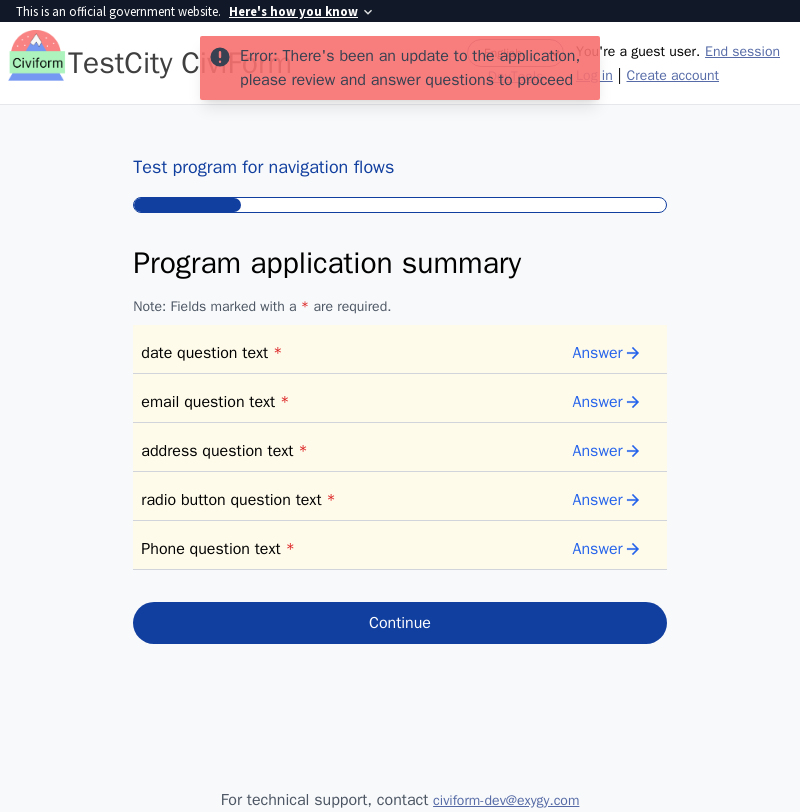 This is an official government website. Here's how you know
Civiform
TestCity CiviForm
Error: There's been an update to the application,
please review and answer questions to proceed
You're a guest user. End session
Log in | Create account
Test program for navigation flows
Program application summary
Note: Fields marked with a * are required.
date question text * Answer
email question text * Answer
address question text * Answer
radio button question text * Answer
Phone question text * Answer
Continue
For technical support, contact civiform-dev@exygy.com